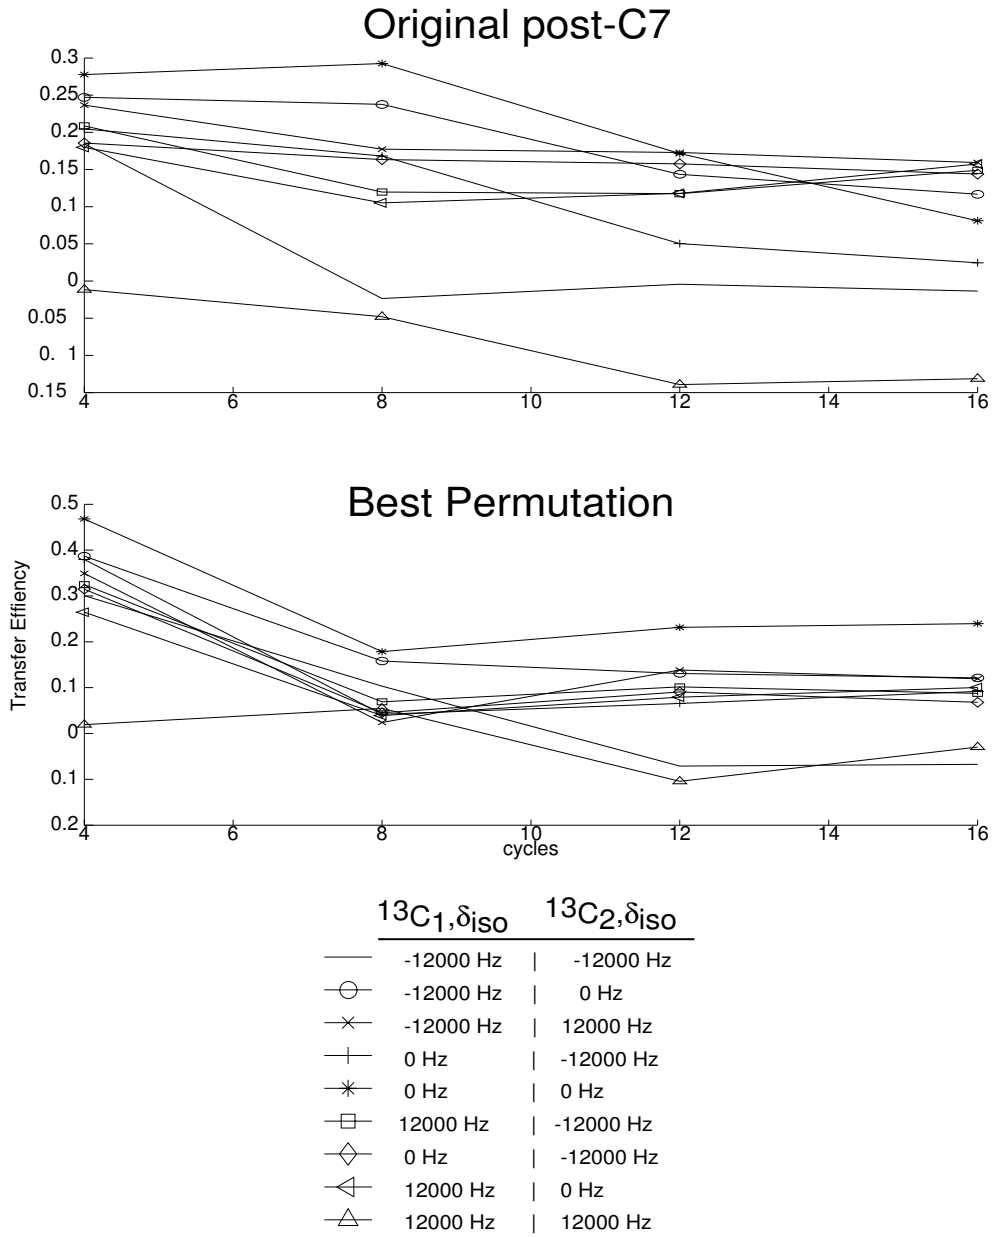 Original post-C7
0.3
0.25
0.2
0.15
0.1
0.05
0
0.05
0. 1
0.15
4 6 8 10 12 14 16
Best Permutation
Transfer Effiency
0.5
0.4
0.3
0.2
0.1
0
0.1
0.2
4 6 8 10 12 14 16
cycles
13C1,δiso 13C2,δiso
-12000 Hz | -12000 Hz
-12000 Hz | 0 Hz
-12000 Hz | 12000 Hz
0 Hz | -12000 Hz
0 Hz | 0 Hz
12000 Hz | -12000 Hz
0 Hz | -12000 Hz
12000 Hz | 0 Hz
12000 Hz | 12000 Hz